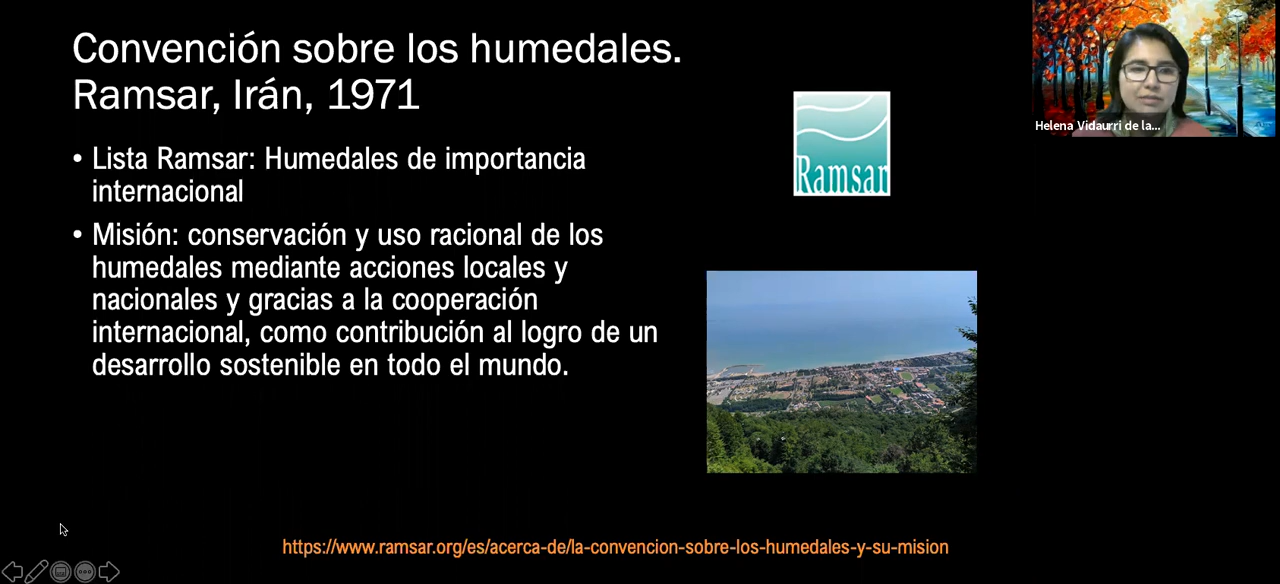 Convención sobre los humedales.
Ramsar, Irán, 1971
• Lista Ramsar: Humedales de importancia
internacional
• Misión: conservación y uso racional de los
humedales mediante acciones locales y
nacionales y gracias a la cooperación
internacional, como contribución al logro de un
desarrollo sostenible en todo el mundo.
Ramsar
Helena Vidaurri de la...
https://www.ramsar.org/es/acerca-de/la-convencion-sobre-los-humedales-y-su-mision